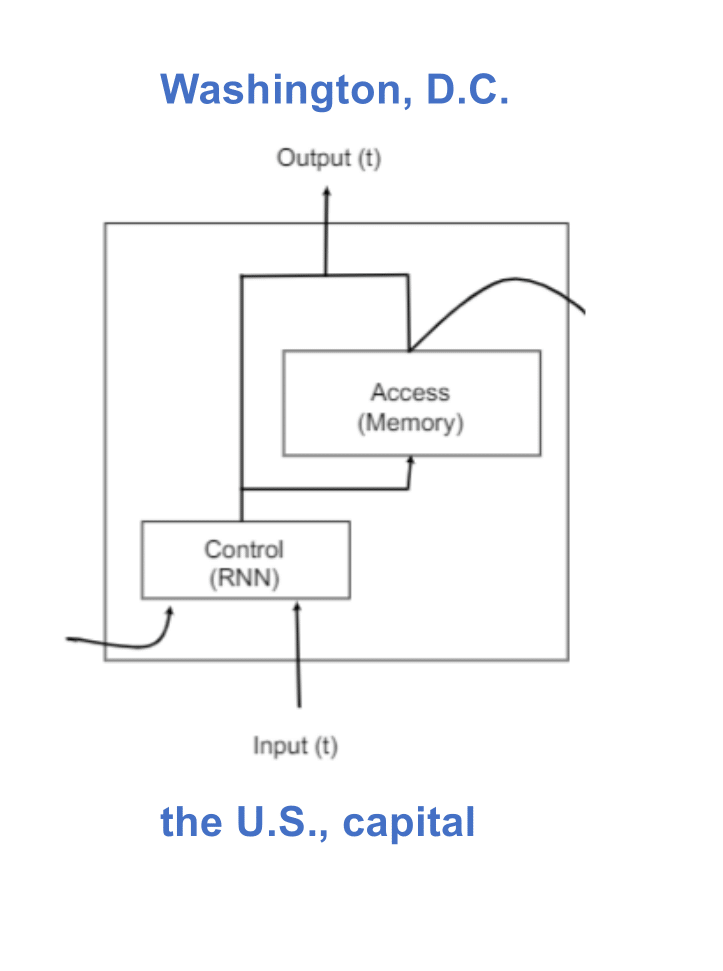 Washington, D.C.
Output (t)
Access
(Memory)
Control
(RNN)
Input (t)
the U.S., capital